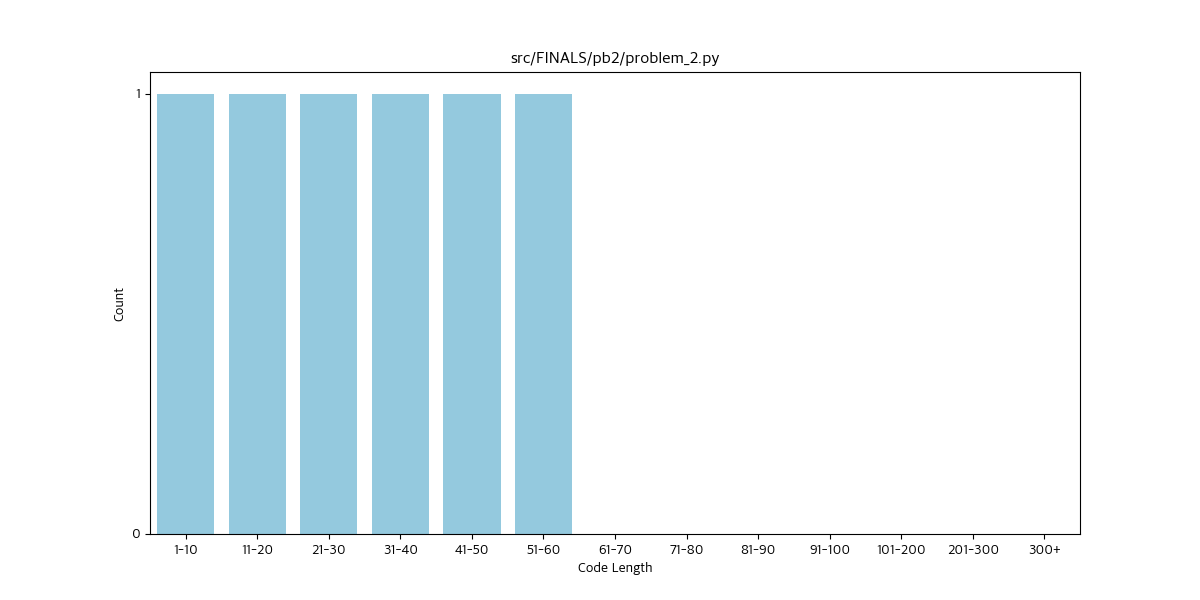 src/FINALS/pb2/problem_2.py
1
Count
0
1-10 11-20 21-30 31-40 41-50 51-60 61-70 71-80 81-90 91-100 101-200 201-300 300+
Code Length